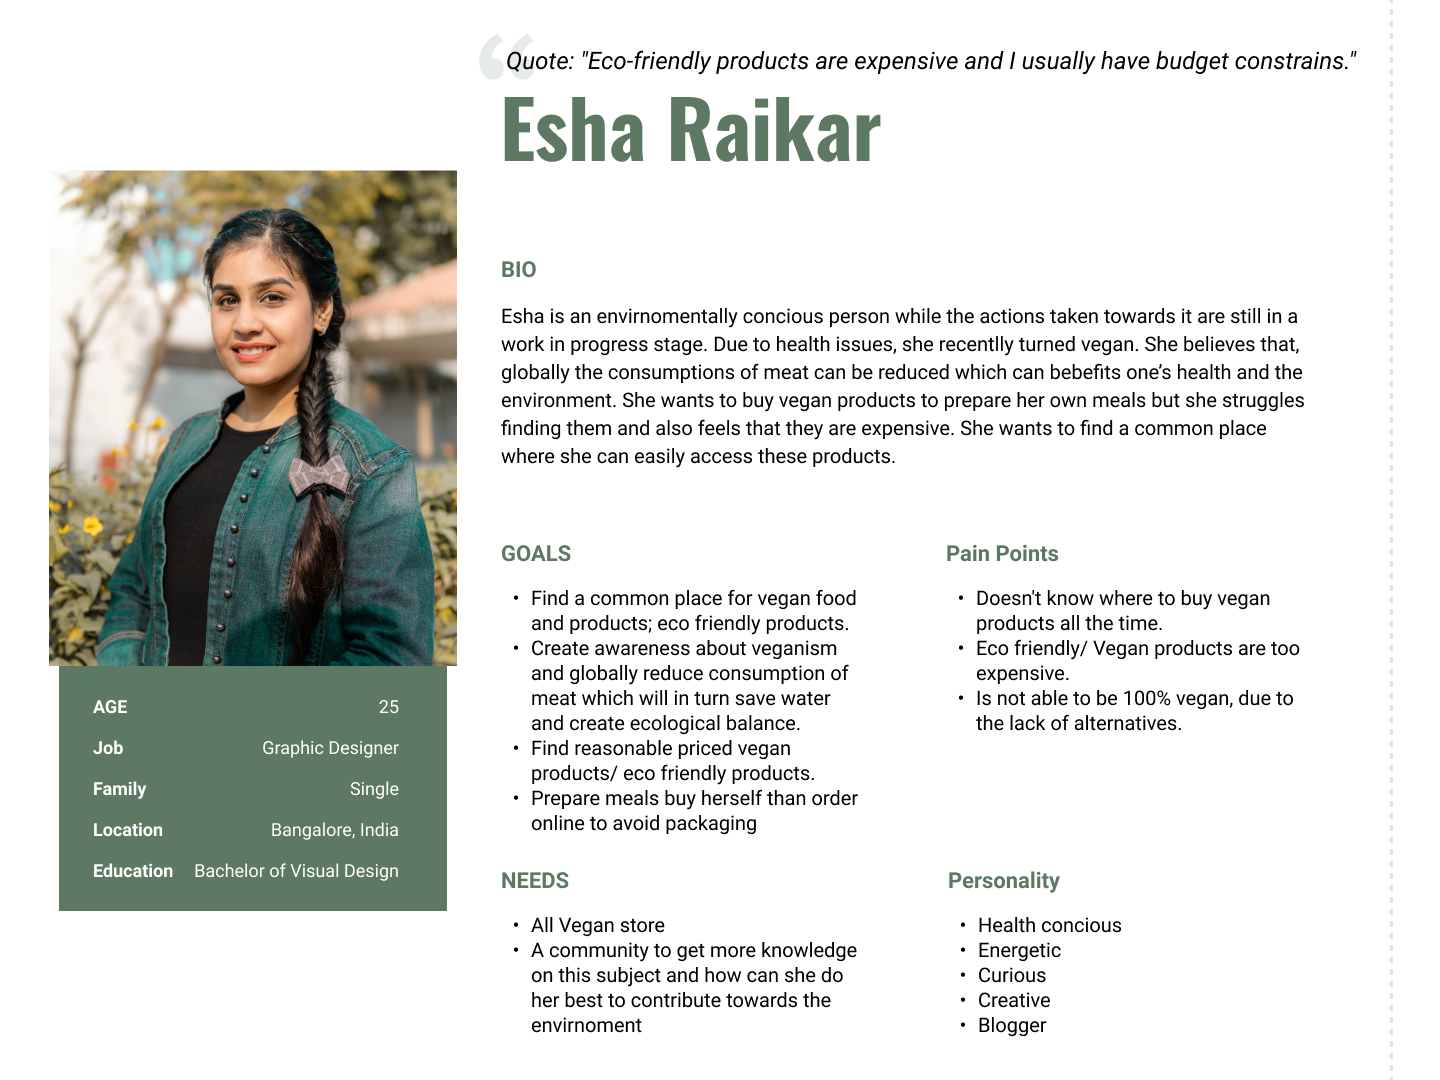 Quote: "Eco-friendly products are expensive and I usually have budget constrains."
Esha Raikar
BIO
Esha is an envirnomentally concious person while the actions taken towards it are still in a
work in progress stage. Due to health issues, she recentlly turned vegan. She believes that,
globally the consumptions of meat can be reduced which can bebefits one’s health and the
environment. She wants to buy vegan products to prepare her own meals but she struggles
finding them and also feels that they are expensive. She wants to find a common place
where she can easily access these products.
GOALS
• Find a common place for vegan food
and products; eco friendly products.
• Create awareness about veganism
and globally reduce consumption of
meat which will in turn save water
and create ecological balance.
• Find reasonable priced vegan
products/ eco friendly products.
• Prepare meals buy herself than order
online to avoid packaging
Pain Points
• Doesn't know where to buy vegan
products all the time.
• Eco friendly/ Vegan products are too
expensive.
• Is not able to be 100% vegan, due to
the lack of alternatives.
AGE 25
Job Graphic Designer
Family Single
Location Bangalore, India
Education Bachelor of Visual Design
NEEDS
• All Vegan store
• A community to get more knowledge
on this subject and how can she do
her best to contribute towards the
envirnoment
Personality
• Health concious
• Energetic
• Curious
• Creative
• Blogger